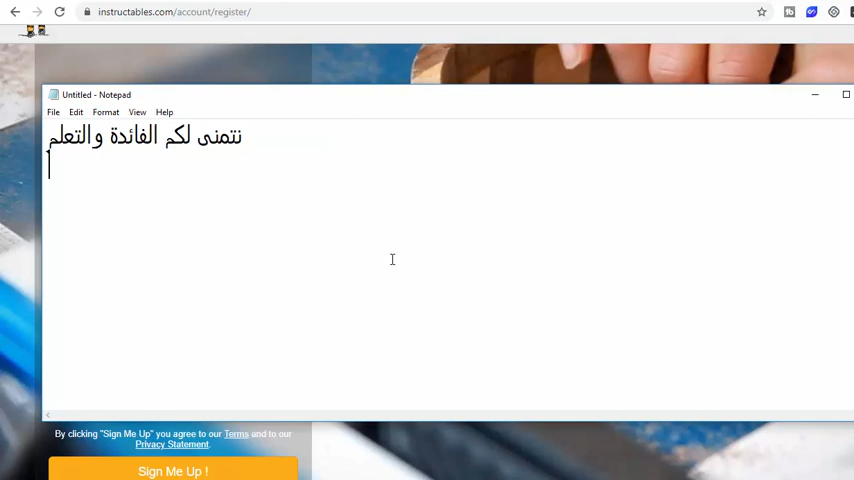 instructables.com/account/register/
Untitled - Notepad
File Edit Format View Help
نتمنى لكم الفائدة والتعلم
By clicking "Sign Me Up" you agree to our Terms and to our
Privacy Statement.
Sign Me Up !